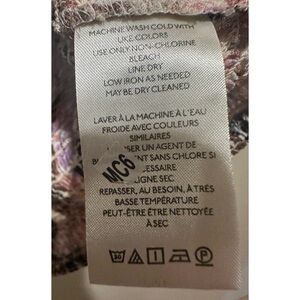 MACHINE WASH COLD WITH
LIKE COLORS
USE ONLY NON-CHLORINE
BLEACH
LINE DRY
LOW IRON AS NEEDED
MAY BE DRY CLEANED
LAVER À LA MACHINE À L'EAU
FROIDE AVEC COULEURS
SIMILAIRES
UN AGENT DE
SANS CHLORE SI
MC6
SEC
REPASSER, AU BESOIN, À TRÈS
BASSE TEMPÉRATURE
PEUT-ÊTRE ÊTRE NETTOYÉE
À SEC
30
P